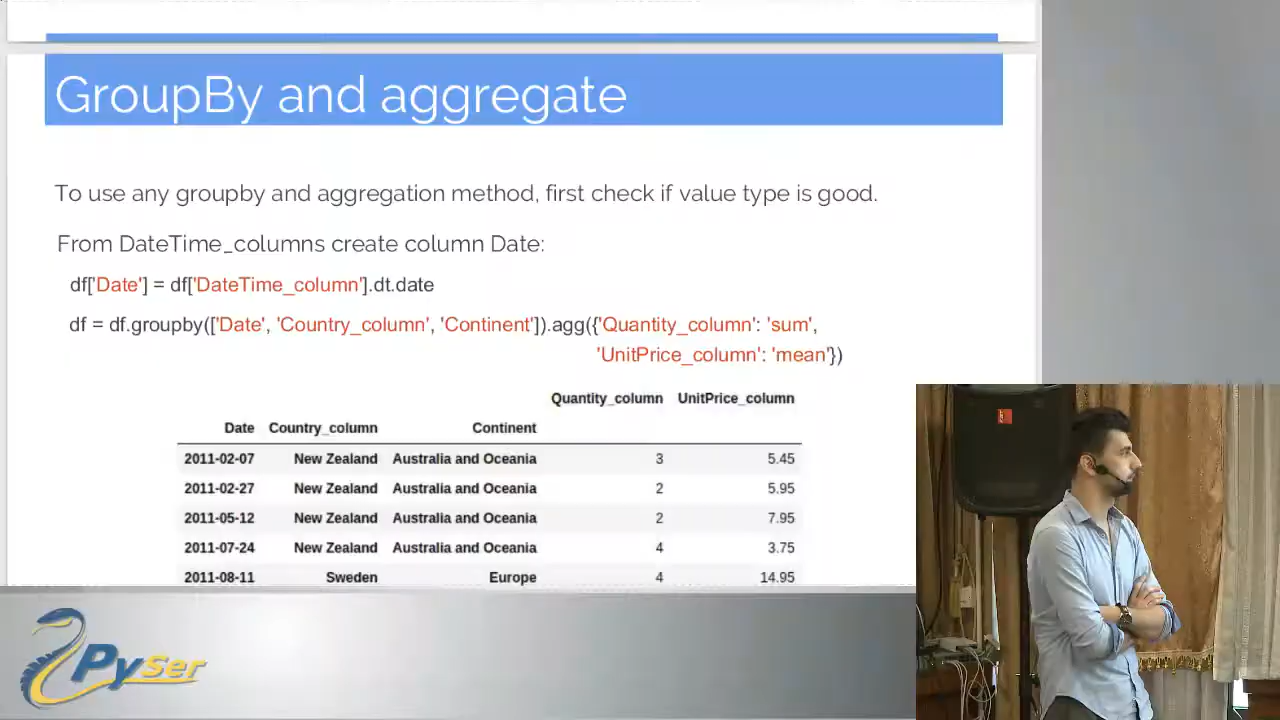 GroupBy and aggregate
To use any groupby and aggregation method, first check if value type is good.
From DateTime_columns create column Date:
df['Date'] = df['DateTime_column'].dt.date
df = df.groupby(['Date', 'Country_column', 'Continent']).agg({'Quantity_column': 'sum',
'UnitPrice_column': 'mean'})
Quantity_column UnitPrice_column
Date Country_column Continent
2011-02-07 New Zealand Australia and Oceania 3 5.45
2011-02-27 New Zealand Australia and Oceania 2 5.95
2011-05-12 New Zealand Australia and Oceania 2 7.95
2011-07-24 New Zealand Australia and Oceania 4 3.75
2011-08-11 Sweden Europe 4 14.95
PySer